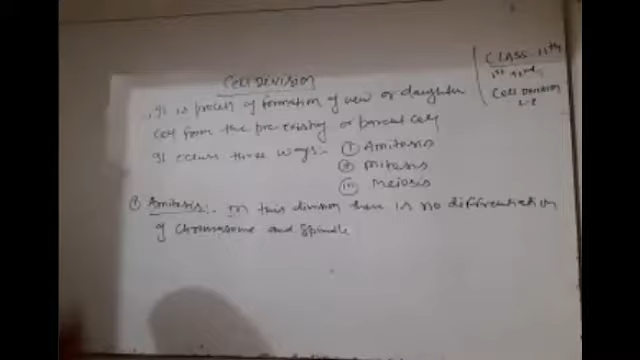 CLASS 11th
Cell Division
L-2
Cell Division
It is process of formation of new or daughter
cell from the pre-existing or parent cell
It occurs three ways. (i) Amitosis
(ii) Mitosis
(iii) Meiosis
(i) Amitosis:- In this division there is no differentiation
of chromosome and spindle